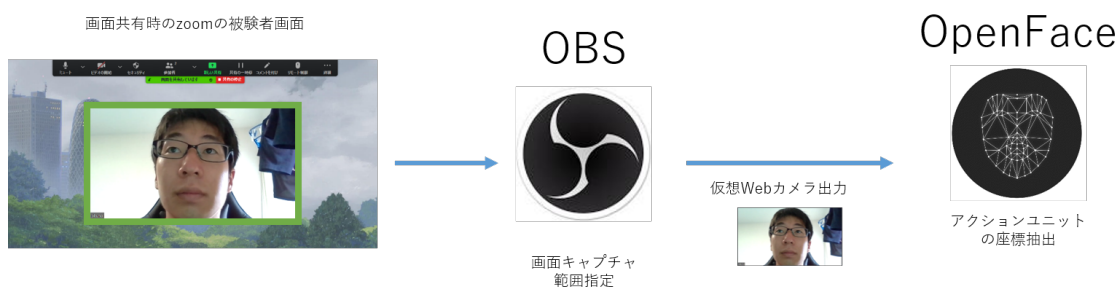 画面共有時のzoomの被験者画面
OBS
画面キャプチャ
範囲指定
仮想Webカメラ出力
OpenFace
アクションユニット
の座標抽出